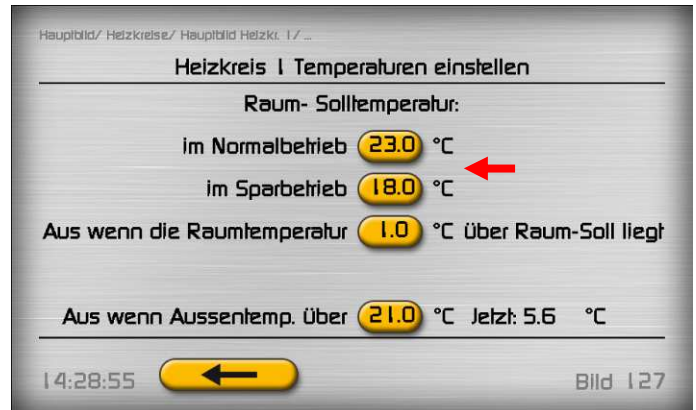 Hauptbild/ Heizkreise/ Hauptbild Heizkr. 1/ ...
Heizkreis 1 Temperaturen einstellen
Raum- Solltemperatur:
im Normalbetrieb 23.0 °C
im Sparbetrieb 18.0 °C
Aus wenn die Raumtemperatur 1.0 °C über Raum-Soll liegt
Aus wenn Aussentemp. über 21.0 °C Jetzt: 5.6 °C
14:28:55 Bild 127